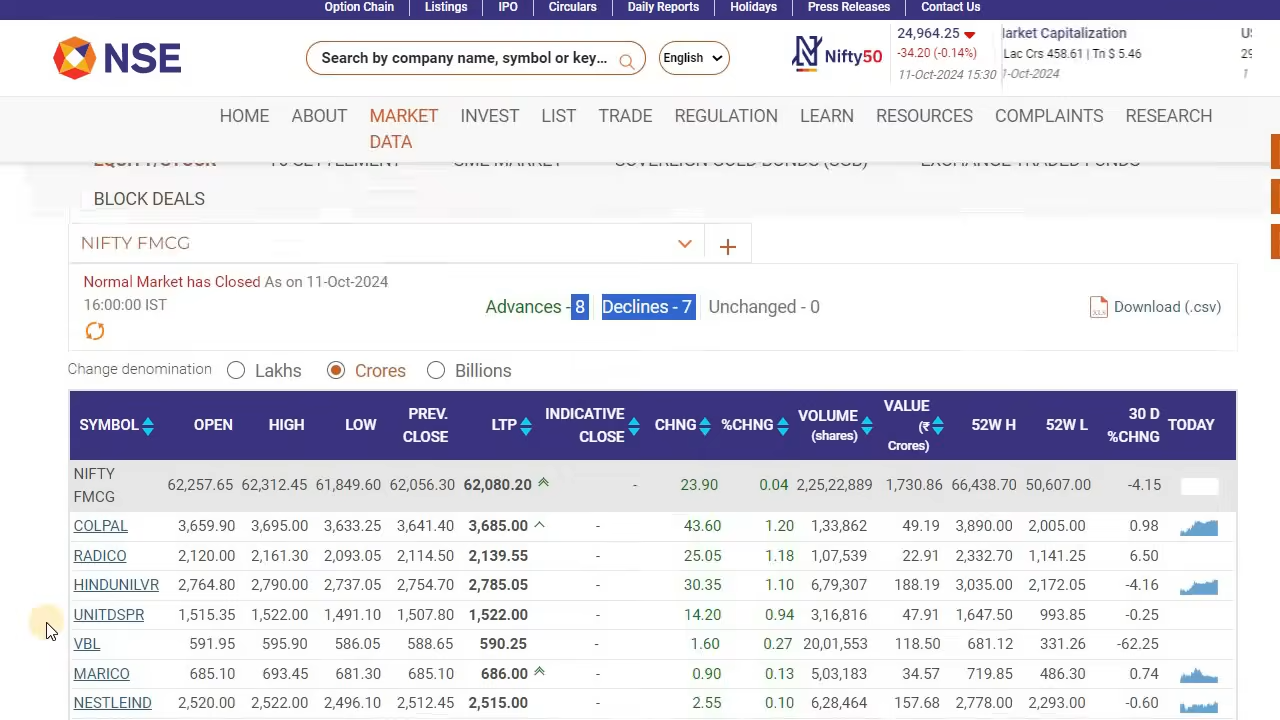 Option Chain Listings IPO Circulars Daily Reports Holidays Press Releases Contact Us
NSE
Search by company name, symbol or key...
English
Nifty50
24,964.25
-34.20 (-0.14%)
11-Oct-2024 15:30
arket Capitalization
Lac Crs 458.61 | Tn $ 5.46
1-Oct-2024
HOME ABOUT MARKET DATA INVEST LIST TRADE REGULATION LEARN RESOURCES COMPLAINTS RESEARCH
EQUITY/STOCK T0 SETTLEMENT SME MARKET SOVEREIGN GOLD BONDS (SGB) EXCHANGE TRADED FUNDS
BLOCK DEALS
NIFTY FMCG
Normal Market has Closed As on 11-Oct-2024
16:00:00 IST
Advances - 8 Declines - 7 Unchanged - 0
Download (.csv)
Change denomination Lakhs Crores Billions
SYMBOL OPEN HIGH LOW PREV. CLOSE LTP INDICATIVE CLOSE CHNG %CHNG VOLUME (shares) VALUE (₹ Crores) 52W H 52W L 30 D %CHNG TODAY
NIFTY FMCG 62,257.65 62,312.45 61,849.60 62,056.30 62,080.20 - 23.90 0.04 2,25,22,889 1,730.86 66,438.70 50,607.00 -4.15
COLPAL 3,659.90 3,695.00 3,633.25 3,641.40 3,685.00 - 43.60 1.20 1,33,862 49.19 3,890.00 2,005.00 0.98
RADICO 2,120.00 2,161.30 2,093.05 2,114.50 2,139.55 - 25.05 1.18 1,07,539 22.91 2,332.70 1,141.25 6.50
HINDUNILVR 2,764.80 2,790.00 2,737.05 2,754.70 2,785.05 - 30.35 1.10 6,79,307 188.19 3,035.00 2,172.05 -4.16
UNITDSPR 1,515.35 1,522.00 1,491.10 1,507.80 1,522.00 - 14.20 0.94 3,16,816 47.91 1,647.50 993.85 -0.25
VBL 591.95 595.90 586.05 588.65 590.25 - 1.60 0.27 20,01,553 118.50 681.12 331.26 -62.25
MARICO 685.10 693.45 681.30 685.10 686.00 - 0.90 0.13 5,03,183 34.57 719.85 486.30 0.74
NESTLEIND 2,520.00 2,522.00 2,496.10 2,512.45 2,515.00 - 2.55 0.10 6,28,464 157.68 2,778.00 2,293.00 -0.60